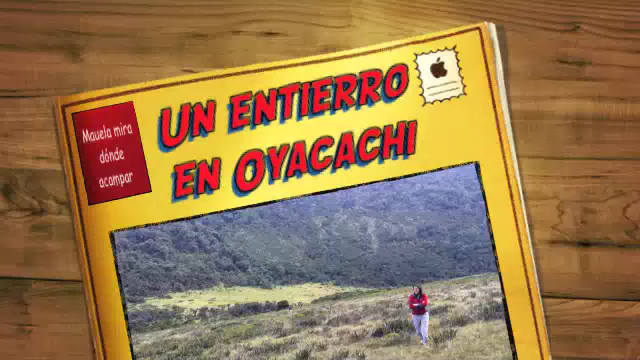 Mauela mira
dónde
acampar
UN ENTIERRO
EN OYACACHI